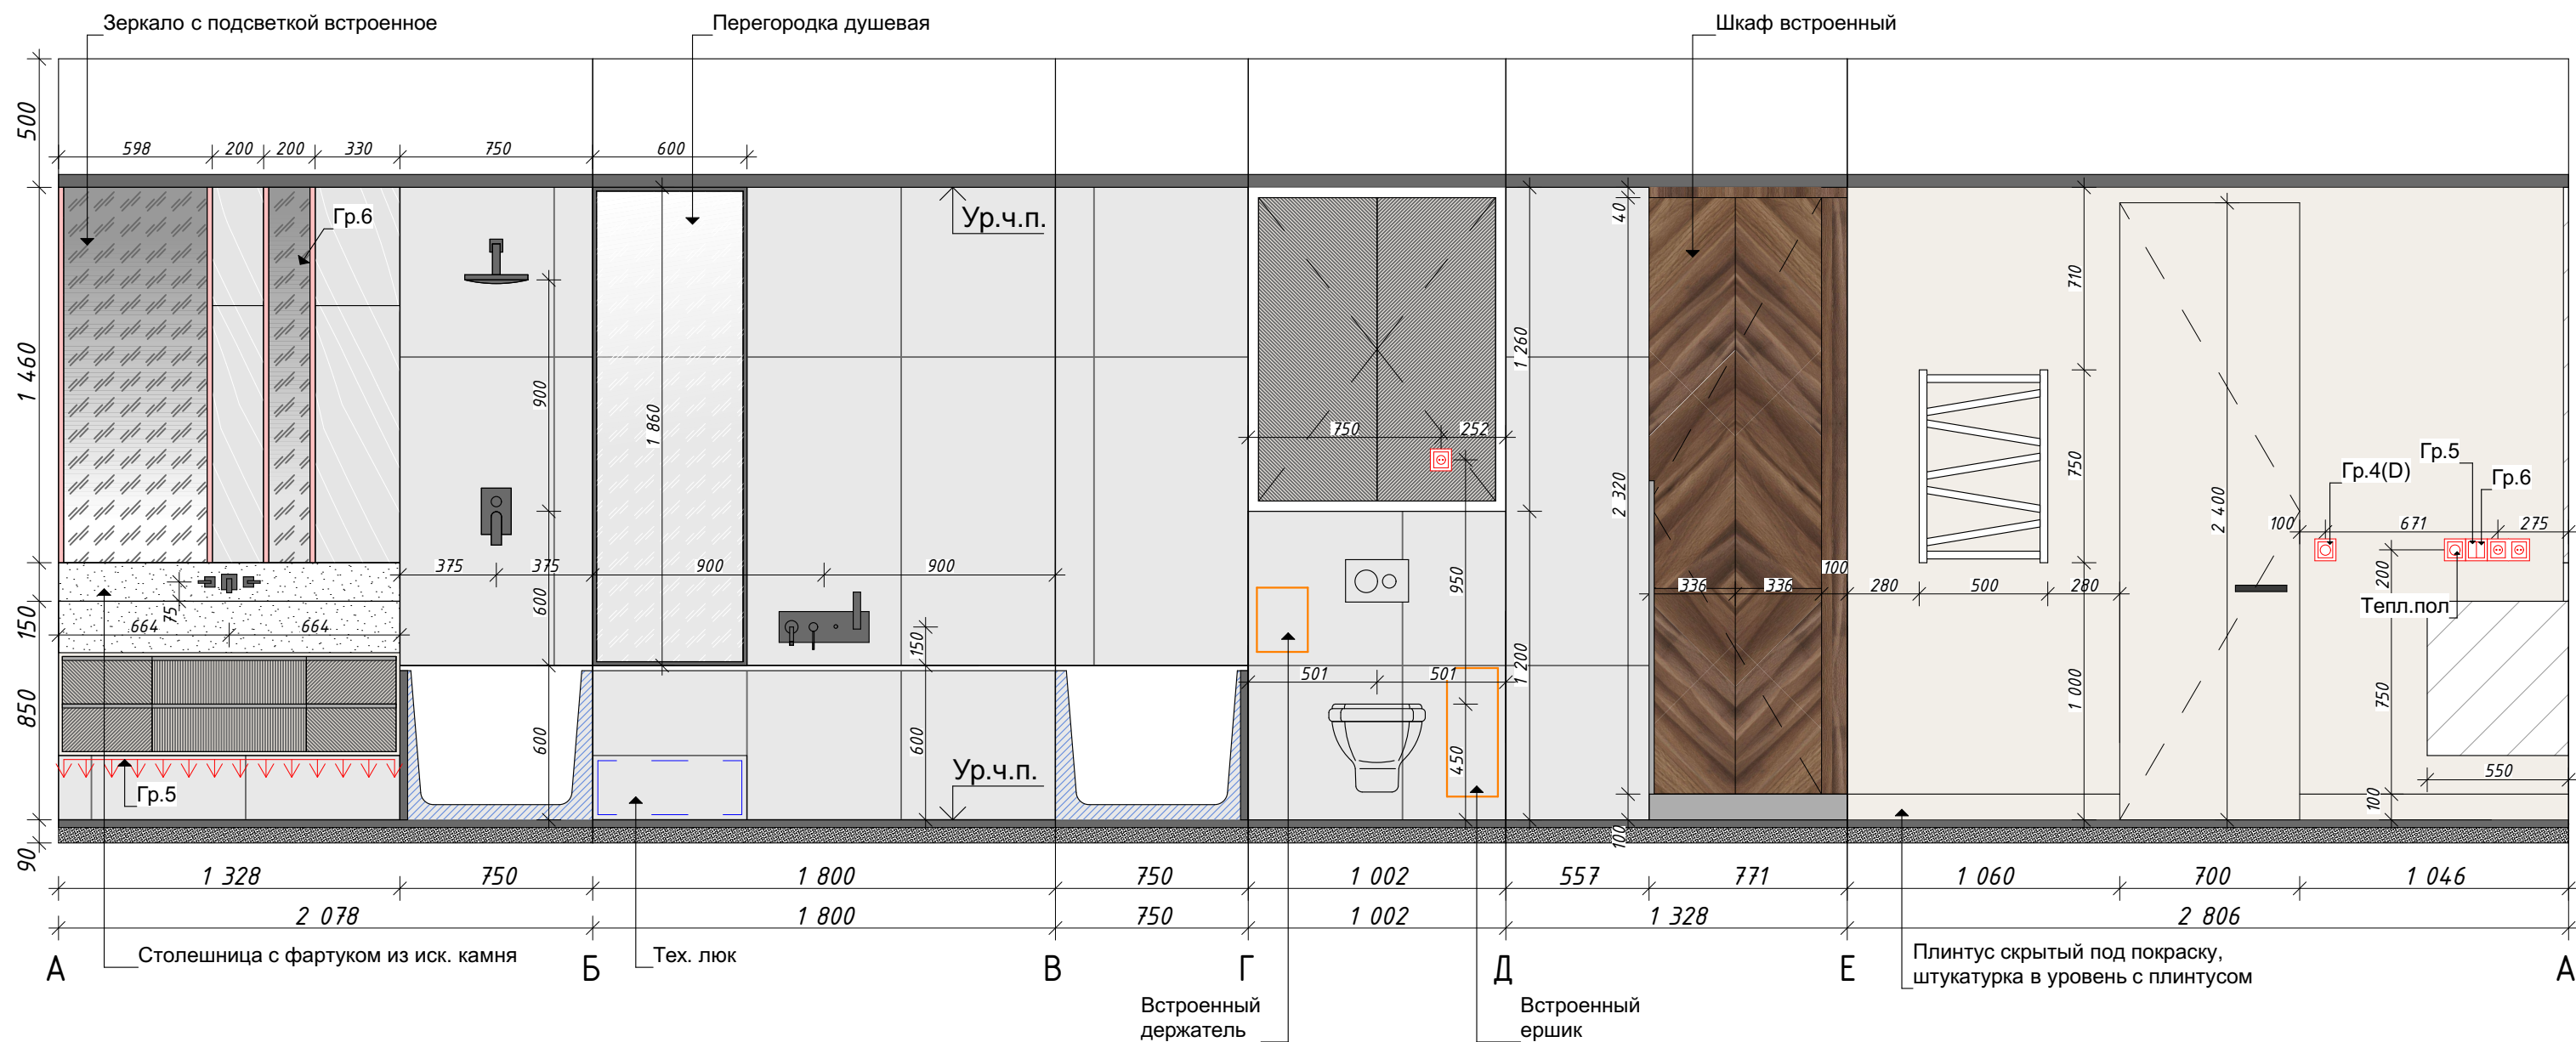 Зеркало с подсветкой встроенное
Перегородка душевая
Шкаф встроенный
500
598
200
200
330
750
600
Гр.6
Ур.ч.п.
40
710
1 460
900
1 860
1 260
750
252
2 320
750
2 400
Гр.4(D)
Гр.5
Гр.6
100
671
275
375
375
900
900
950
100
336
336
280
500
280
200
Тепл.пол
150
75
664
664
600
150
501
501
1 200
1 000
750
550
850
600
600
450
Гр.5
Ур.ч.п.
100
100
90
1 328
750
1 800
750
1 002
557
771
1 060
700
1 046
2 078
1 800
750
1 002
1 328
2 806
А
Столешница с фартуком из иск. камня
Б
Тех. люк
В
Г
Д
Е
Плинтус скрытый под покраску,
штукатурка в уровень с плинтусом
А
Встроенный
держатель
Встроенный
ершик